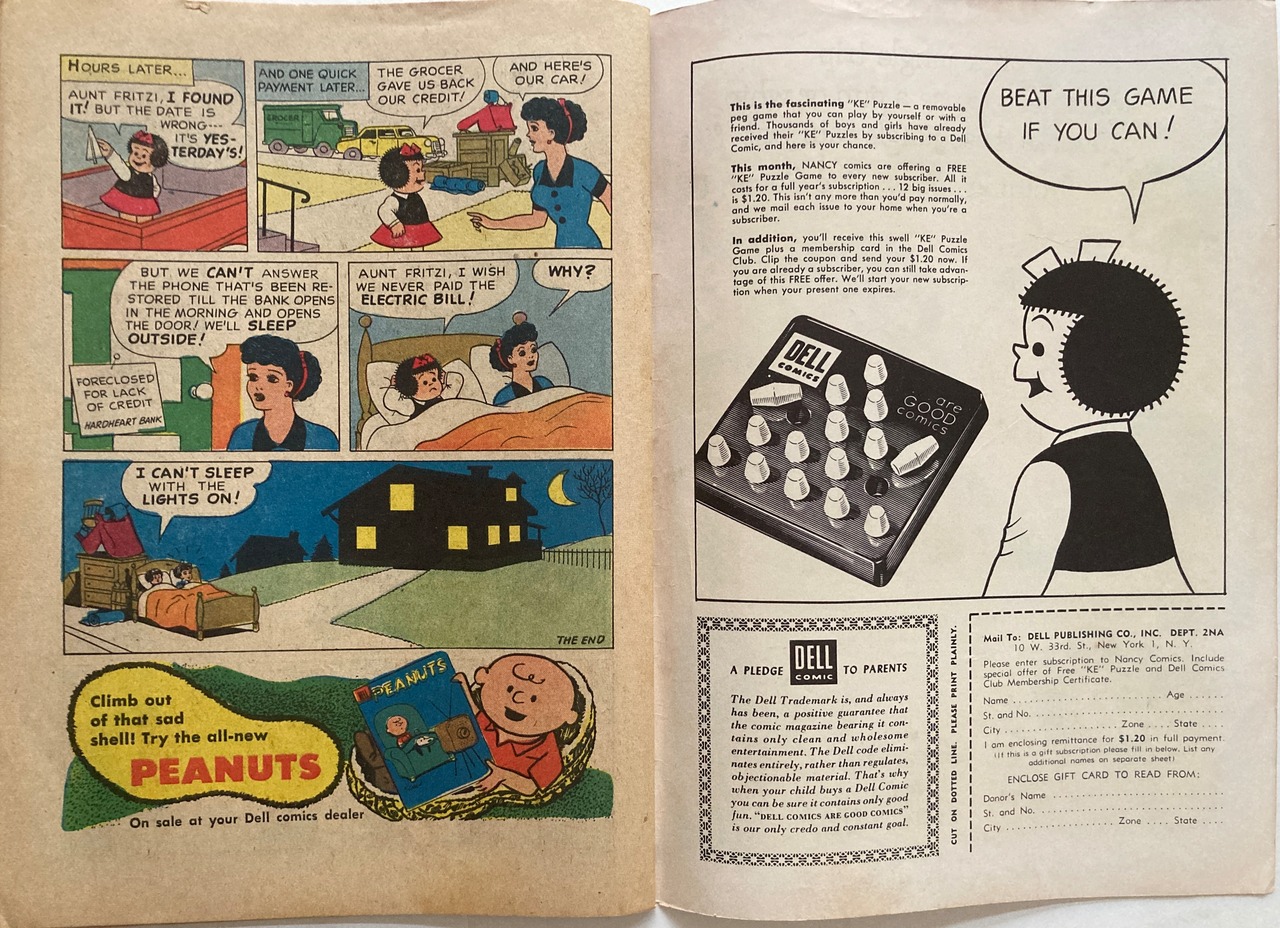 HOURS LATER...
AUNT FRITZI, I FOUND
IT! BUT THE DATE IS
WRONG---
IT'S YES-
TERDAY'S!
AND ONE QUICK
PAYMENT LATER...
THE GROCER
GAVE US BACK
OUR CREDIT!
AND HERE'S
OUR CAR!
GROCER
BUT WE CAN'T ANSWER
THE PHONE THAT'S BEEN RE-
STORED TILL THE BANK OPENS
IN THE MORNING AND OPENS
THE DOOR! WE'LL SLEEP
OUTSIDE!
FORECLOSED
FOR LACK
OF CREDIT
HARDHEART BANK
AUNT FRITZI, I WISH
WE NEVER PAID THE
ELECTRIC BILL!
WHY?
I CAN'T SLEEP
WITH THE
LIGHTS ON!
THE END
Climb out
of that sad
shell! Try the all-new
PEANUTS
On sale at your Dell comics dealer
PEANUTS
This is the fascinating "KE" Puzzle — a removable
peg game that you can play by yourself or with a
friend. Thousands of boys and girls have already
received their "KE" Puzzles by subscribing to a Dell
Comic, and here is your chance.
This month, NANCY comics are offering a FREE
"KE" Puzzle Game to every new subscriber. All it
costs for a full year's subscription . . . 12 big issues . . .
is $1.20. This isn't any more than you'd pay normally,
and we mail each issue to your home when you're a
subscriber.
In addition, you'll receive this swell "KE" Puzzle
Game plus a membership card in the Dell Comics
Club. Clip the coupon and send your $1.20 now. If
you are already a subscriber, you can still take advan-
tage of this FREE offer. We'll start your new subscrip-
tion when your present one expires.
BEAT THIS GAME
IF YOU CAN!
DELL
COMICS
are
GOOD
comics
A PLEDGE DELL COMIC TO PARENTS
The Dell Trademark is, and always
has been, a positive guarantee that
the comic magazine bearing it con-
tains only clean and wholesome
entertainment. The Dell code elimi-
nates entirely, rather than regulates,
objectionable material. That's why
when your child buys a Dell Comic
you can be sure it contains only good
fun. "DELL COMICS ARE GOOD COMICS"
is our only credo and constant goal.
CUT ON DOTTED LINE. PLEASE PRINT PLAINLY.
Mail To: DELL PUBLISHING CO., INC. DEPT. 2NA
10 W. 33rd. St., New York 1, N. Y.
Please enter subscription to Nancy Comics. Include
special offer of Free "KE" Puzzle and Dell Comics
Club Membership Certificate.
Name . . . . . Age . . . . .
St. and No. . . . . .
City . . . . . Zone . . . . State . . . .
I am enclosing remittance for $1.20 in full payment.
(If this is a gift subscription please fill in below. List any
additional names on separate sheet)
ENCLOSE GIFT CARD TO READ FROM:
Donor's Name . . . . .
St. and No. . . . . .
City . . . . . Zone . . . . State . . . .